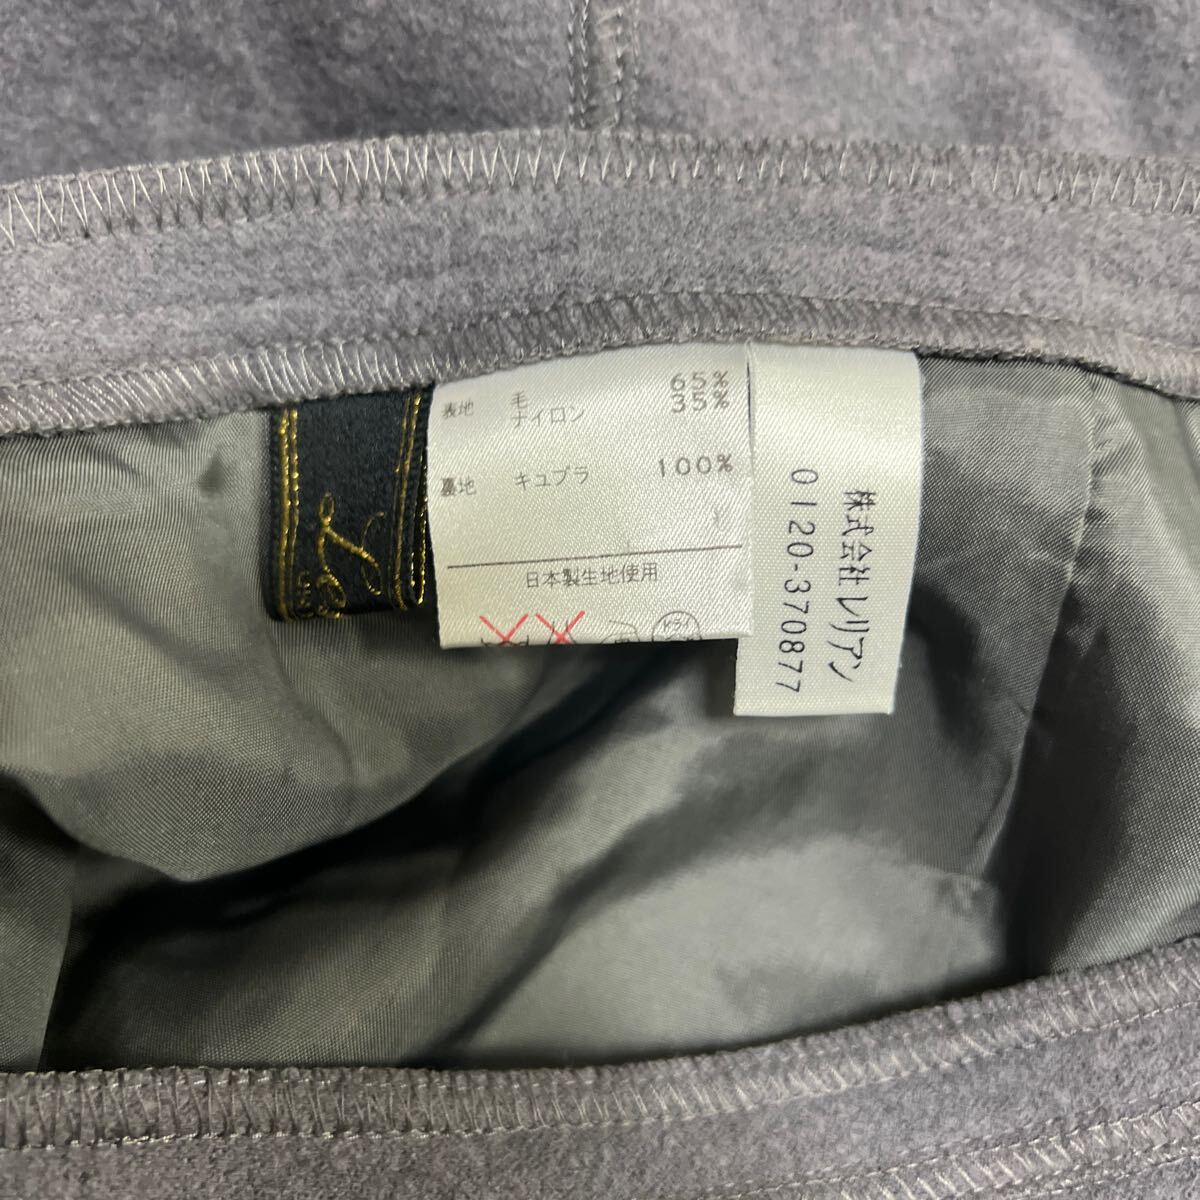 表地 毛 65%
ナイロン 35%
裏地 キュプラ 100%
日本製生地使用
株式会社レリアン
0120-370877